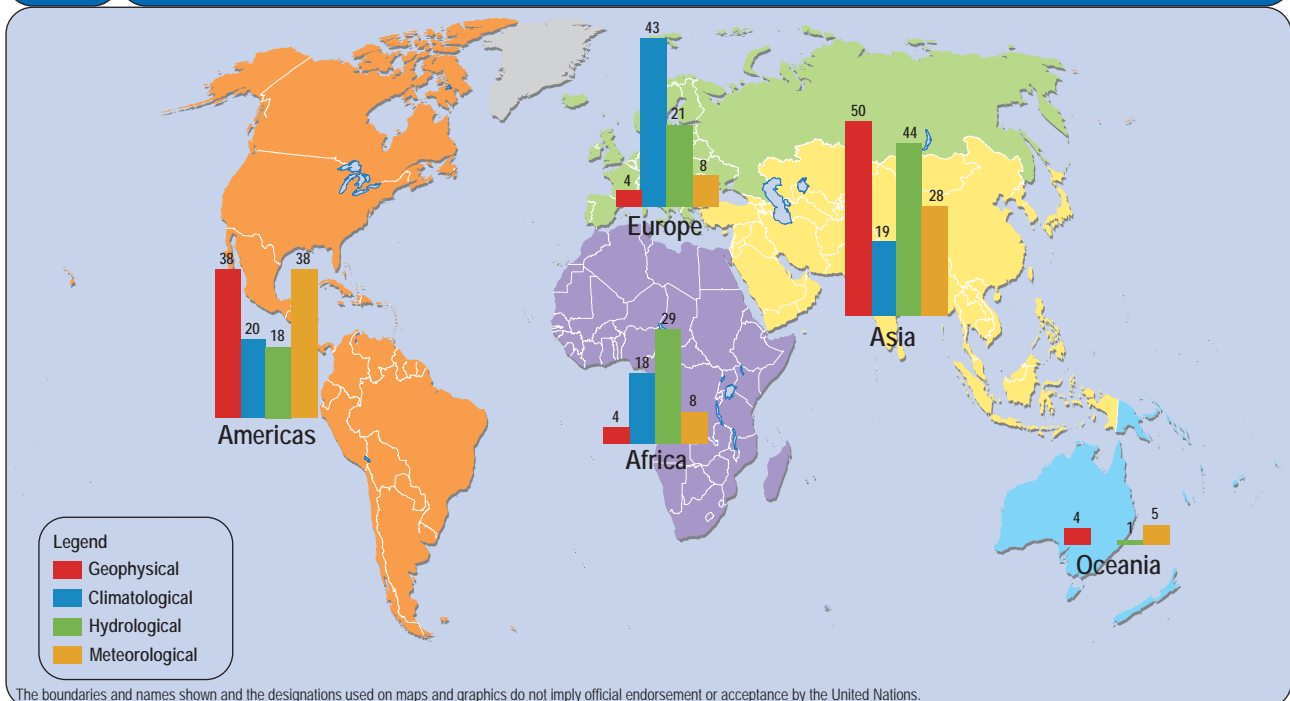 43
21
4
8
Europe
50
44
28
19
Asia
38
38
20
18
Americas
29
18
8
4
Africa
4
1
5
Oceania
Legend
Geophysical
Climatological
Hydrological
Meteorological
The boundaries and names shown and the designations used on maps and graphics do not imply official endorsement or acceptance by the United Nations.